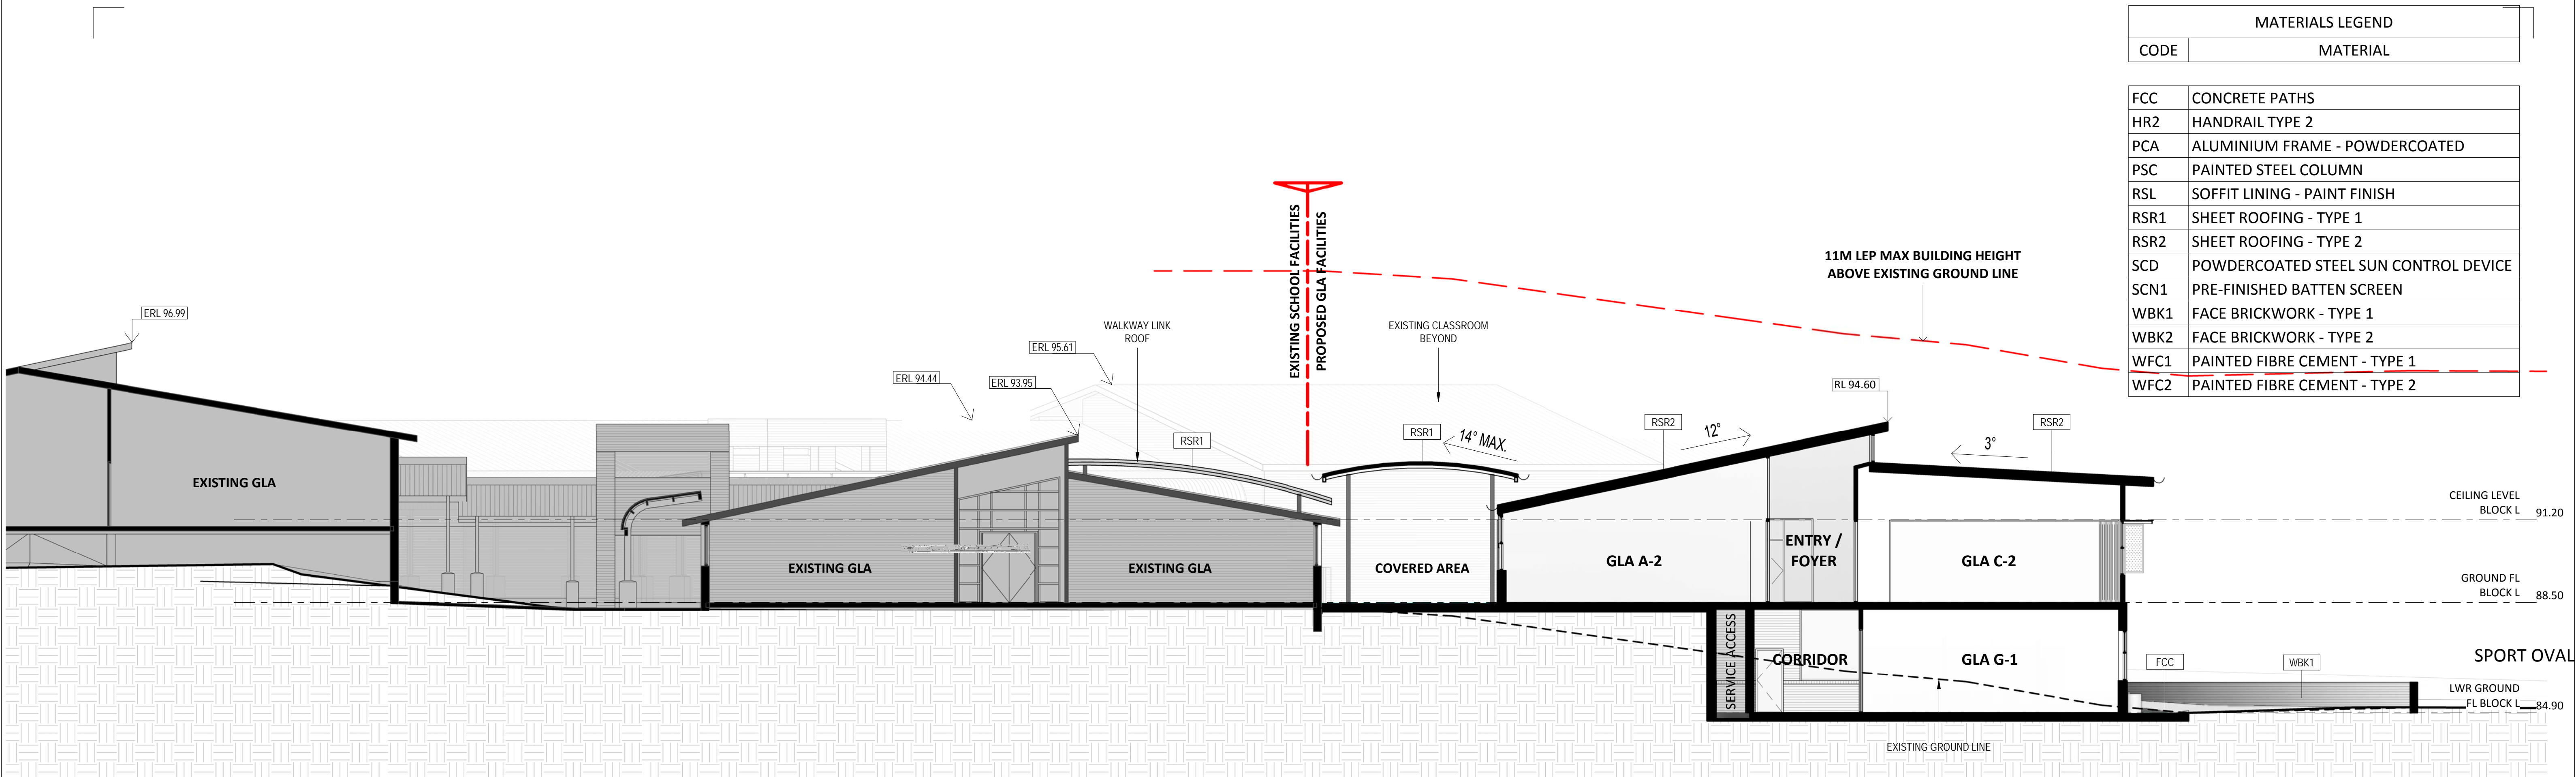 MATERIALS LEGEND
CODE MATERIAL
FCC CONCRETE PATHS
HR2 HANDRAIL TYPE 2
PCA ALUMINIUM FRAME - POWDERCOATED
PSC PAINTED STEEL COLUMN
RSL SOFFIT LINING - PAINT FINISH
RSR1 SHEET ROOFING - TYPE 1
RSR2 SHEET ROOFING - TYPE 2
SCD POWDERCOATED STEEL SUN CONTROL DEVICE
SCN1 PRE-FINISHED BATTEN SCREEN
WBK1 FACE BRICKWORK - TYPE 1
WBK2 FACE BRICKWORK - TYPE 2
WFC1 PAINTED FIBRE CEMENT - TYPE 1
WFC2 PAINTED FIBRE CEMENT - TYPE 2
EXISTING SCHOOL FACILITIES
PROPOSED GLA FACILITIES
11M LEP MAX BUILDING HEIGHT
ABOVE EXISTING GROUND LINE
ERL 96.99
WALKWAY LINK
ROOF
EXISTING CLASSROOM
BEYOND
ERL 95.61
ERL 94.44
ERL 93.95
RL 94.60
RSR1
RSR1
14° MAX.
RSR2
12°
3°
RSR2
EXISTING GLA
EXISTING GLA
EXISTING GLA
COVERED AREA
GLA A-2
ENTRY /
FOYER
GLA C-2
CEILING LEVEL
BLOCK L
91.20
GROUND FL
BLOCK L
88.50
SERVICE ACCESS
CORRIDOR
GLA G-1
FCC
WBK1
SPORT OVAL
LWR GROUND
FL BLOCK L
84.90
EXISTING GROUND LINE